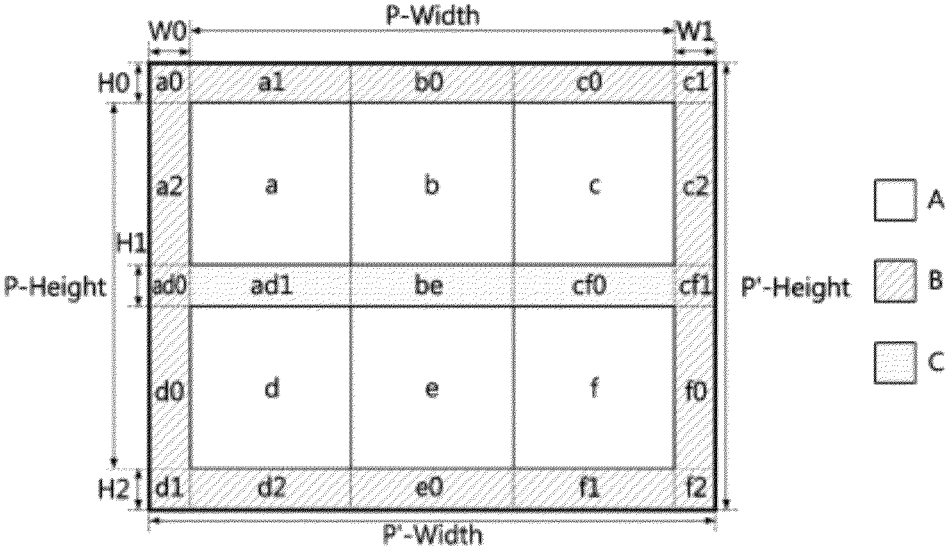 P-Width
W0 W1
H0 a0 a1 b0 c0 c1
a2 a b c c2 A
H1
P-Height ad0 ad1 be cf0 cf1 P'-Height B
C
d0 d e f f0
H2 d1 d2 e0 f1 f2
P'-Width